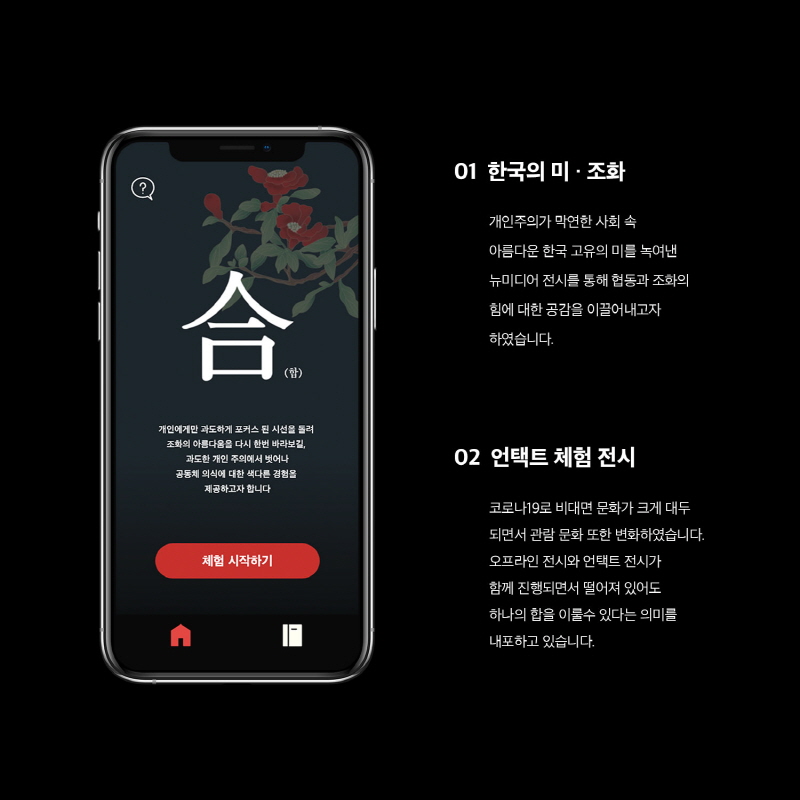 ?
合
(합)
개인에게만 과도하게 포커스 된 시선을 돌려
조화의 아름다움을 다시 한번 바라보길,
과도한 개인 주의에서 벗어나
공동체 의식에 대한 색다른 경험을
제공하고자 합니다
체험 시작하기
01 한국의 미 · 조화
개인주의가 막연한 사회 속
아름다운 한국 고유의 미를 녹여낸
뉴미디어 전시를 통해 협동과 조화의
힘에 대한 공감을 이끌어내고자
하였습니다.
02 언택트 체험 전시
코로나19로 비대면 문화가 크게 대두
되면서 관람 문화 또한 변화하였습니다.
오프라인 전시와 언택트 전시가
함께 진행되면서 떨어져 있어도
하나의 합을 이룰수 있다는 의미를
내포하고 있습니다.